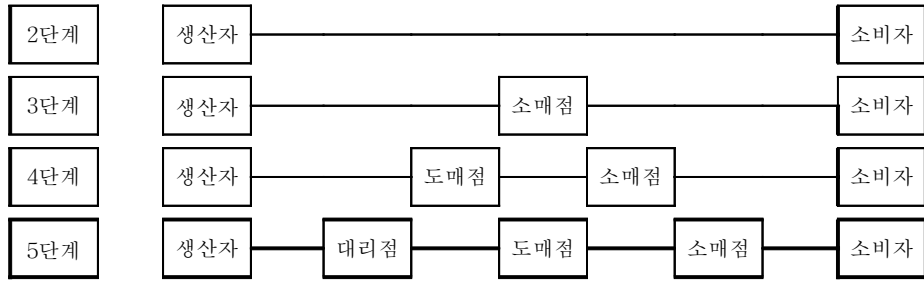 2단계 생산자 소비자
3단계 생산자 소매점 소비자
4단계 생산자 도매점 소매점 소비자
5단계 생산자 대리점 도매점 소매점 소비자